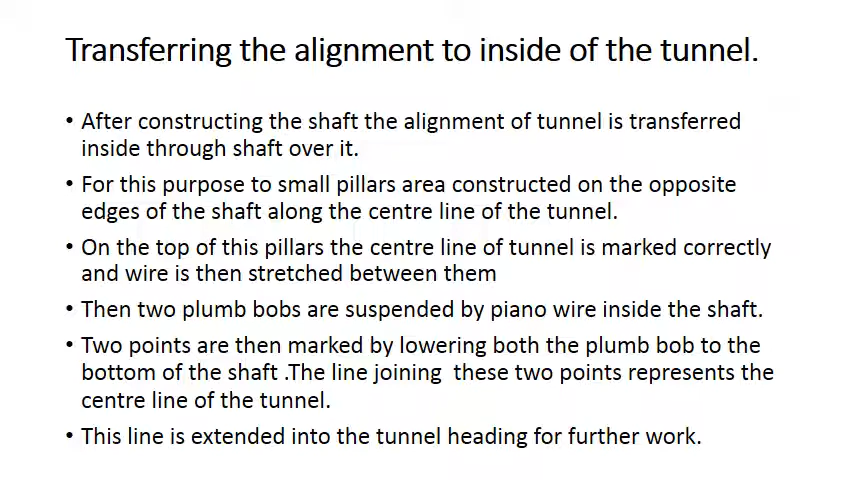 Transferring the alignment to inside of the tunnel.
• After constructing the shaft the alignment of tunnel is transferred
inside through shaft over it.
• For this purpose to small pillars area constructed on the opposite
edges of the shaft along the centre line of the tunnel.
• On the top of this pillars the centre line of tunnel is marked correctly
and wire is then stretched between them
• Then two plumb bobs are suspended by piano wire inside the shaft.
• Two points are then marked by lowering both the plumb bob to the
bottom of the shaft .The line joining  these two points represents the
centre line of the tunnel.
• This line is extended into the tunnel heading for further work.